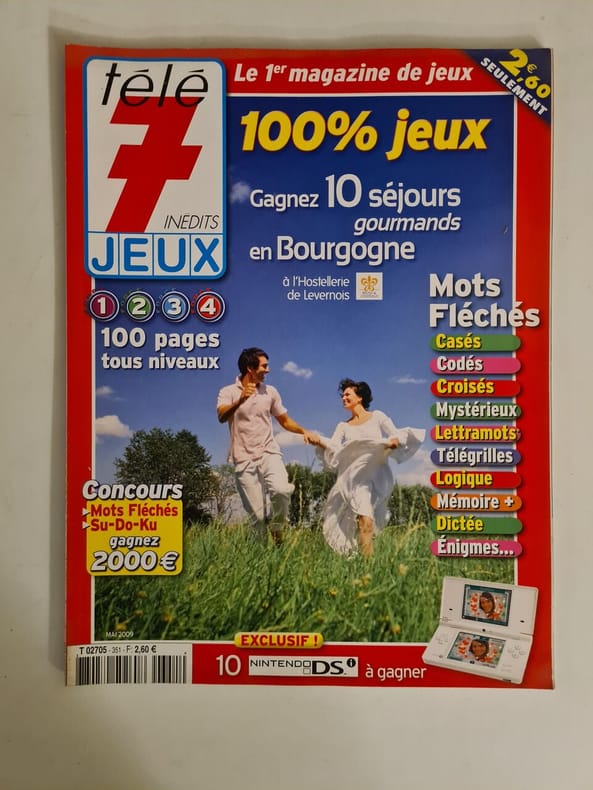 télé
7
INEDITS
JEUX
Le 1er magazine de jeux
2€,60
SEULEMENT
100% jeux
Gagnez 10 séjours
gourmands
en Bourgogne
à l'Hostellerie
de Levernois
1 2 3 4
100 pages
tous niveaux
Mots
Fléchés
Casés
Codés
Croisés
Mystérieux
Lettramots
Télégrilles
Logique
Mémoire +
Dictée
Énigmes...
Concours
Mots Fléchés
Su-Do-Ku
gagnez
2000 €
MAI 2009
T 02705 - 351 - F: 2,60 €
EXCLUSIF !
10 NINTENDO DSi à gagner